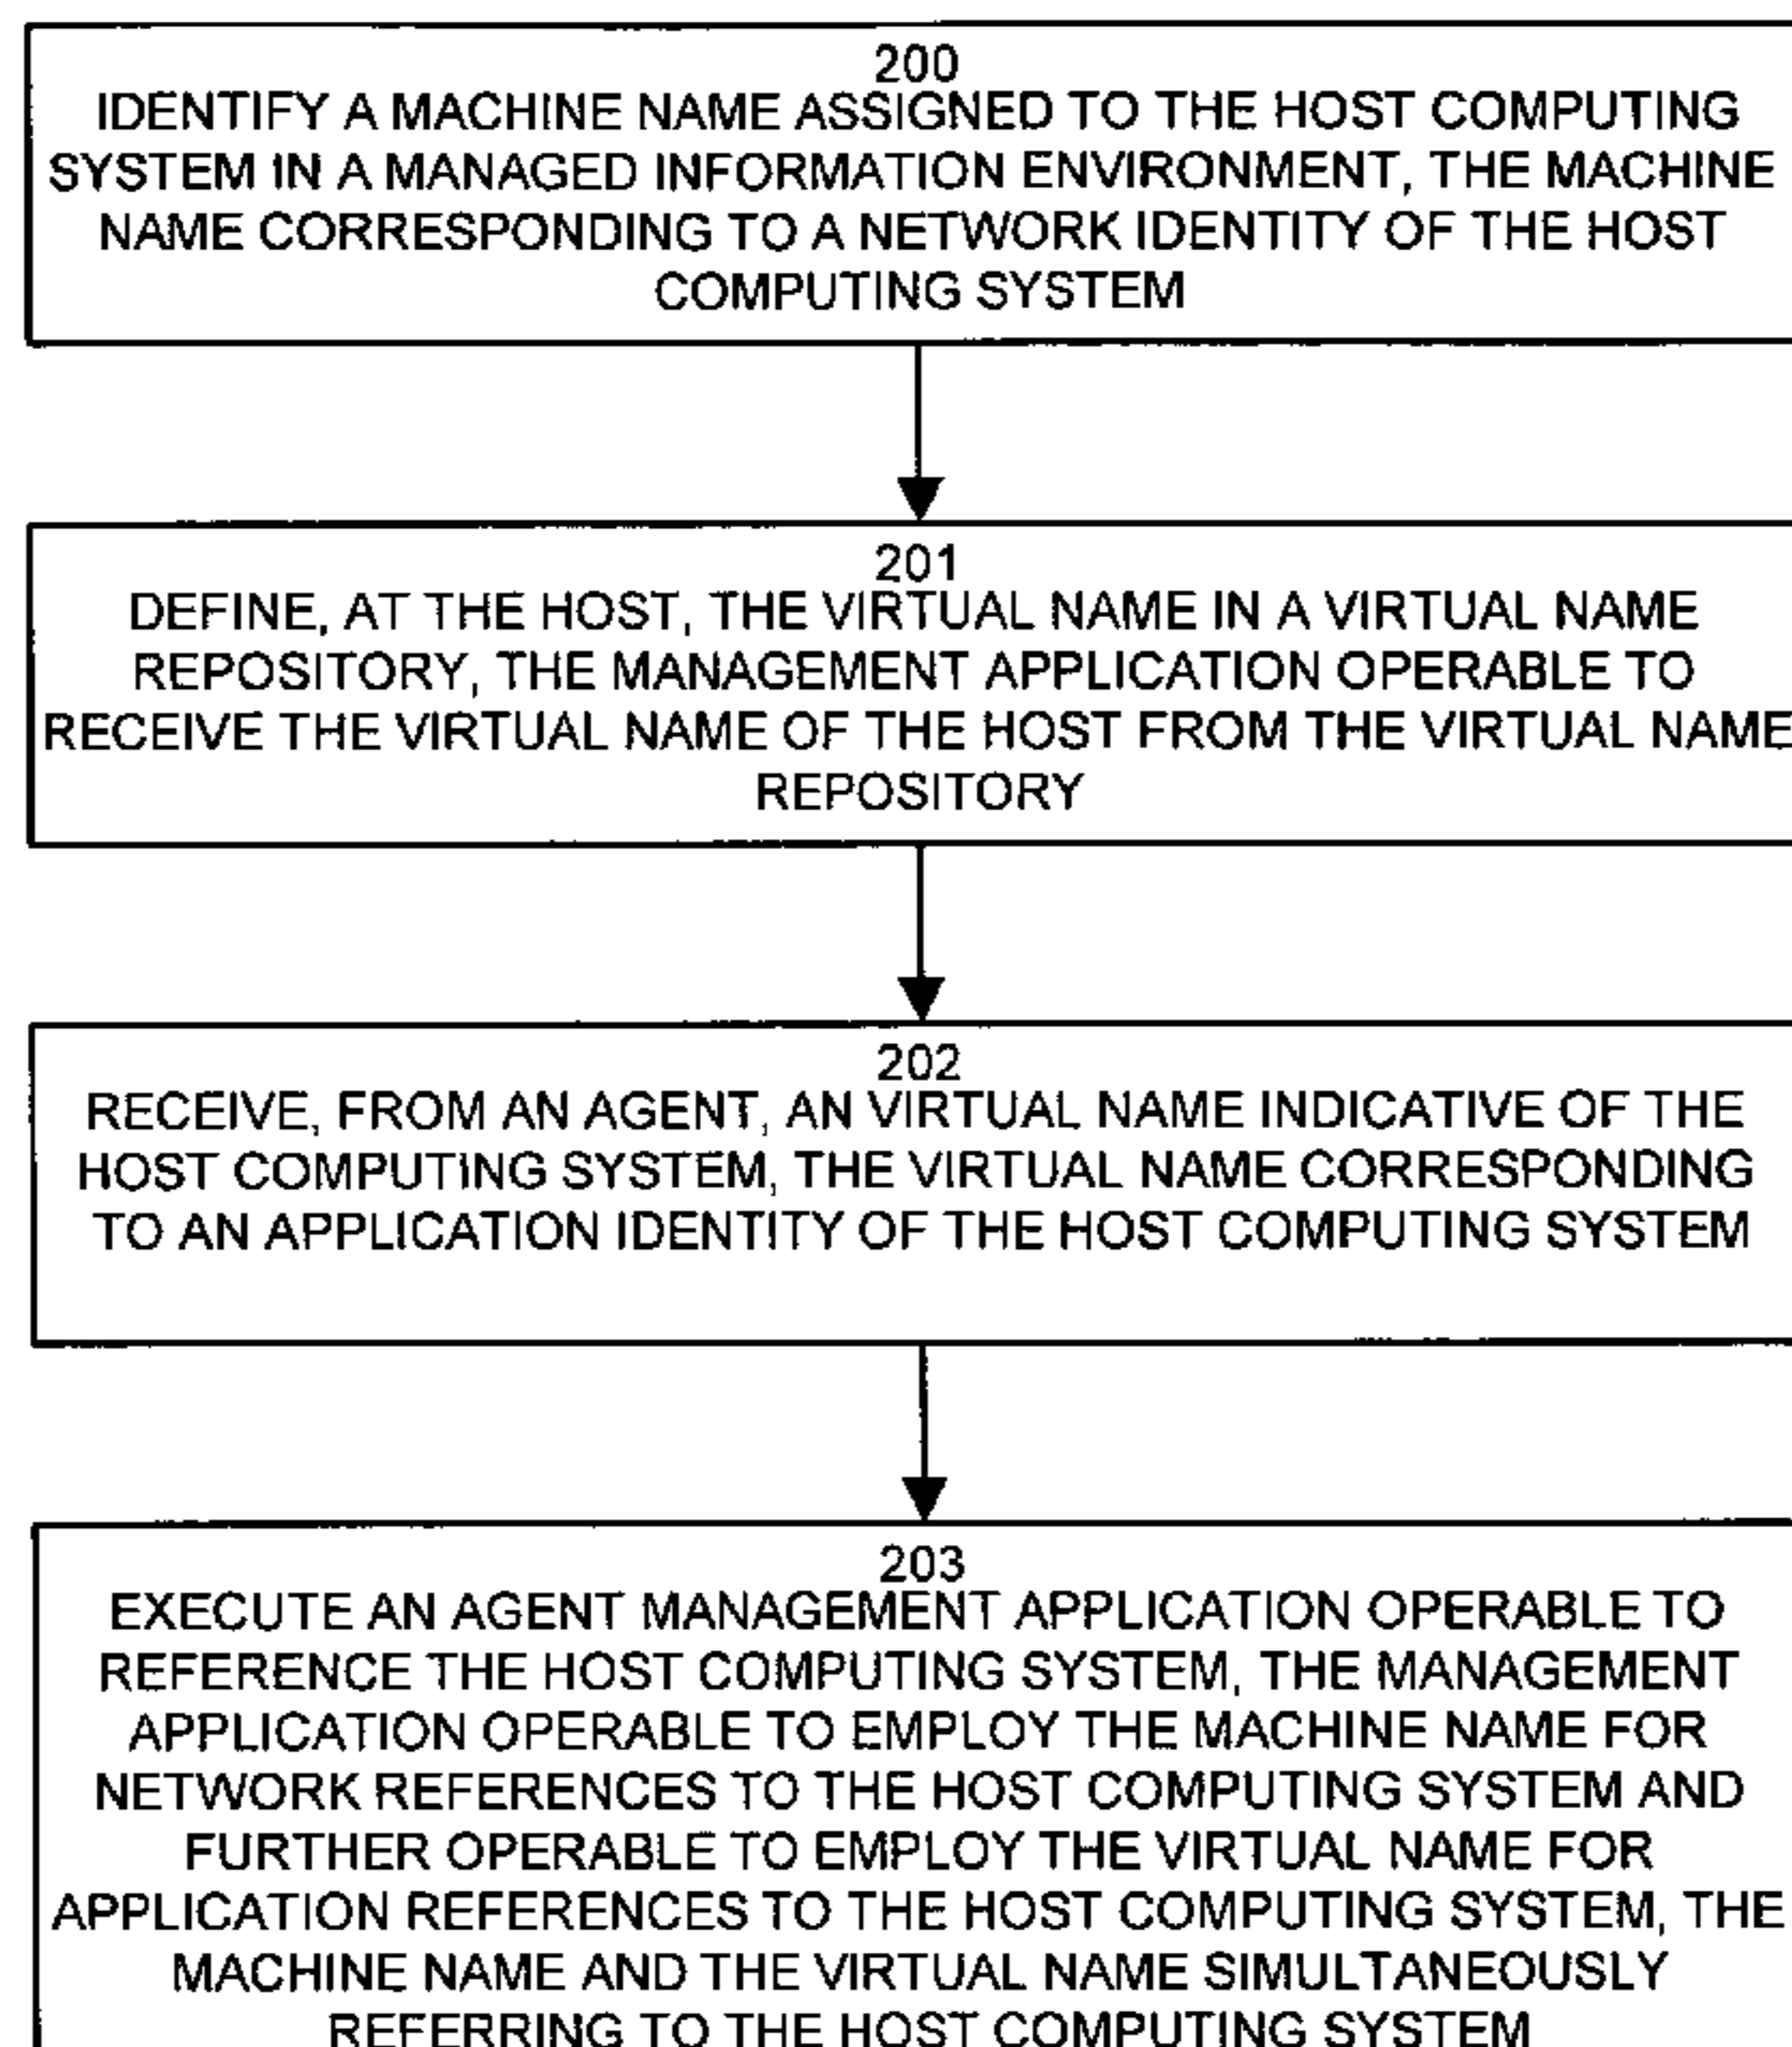 200
IDENTIFY A MACHINE NAME ASSIGNED TO THE HOST COMPUTING
SYSTEM IN A MANAGED INFORMATION ENVIRONMENT, THE MACHINE
NAME CORRESPONDING TO A NETWORK IDENTITY OF THE HOST
COMPUTING SYSTEM
201
DEFINE, AT THE HOST, THE VIRTUAL NAME IN A VIRTUAL NAME
REPOSITORY, THE MANAGEMENT APPLICATION OPERABLE TO
RECEIVE THE VIRTUAL NAME OF THE HOST FROM THE VIRTUAL NAME
REPOSITORY
202
RECEIVE, FROM AN AGENT, AN VIRTUAL NAME INDICATIVE OF THE
HOST COMPUTING SYSTEM, THE VIRTUAL NAME CORRESPONDING
TO AN APPLICATION IDENTITY OF THE HOST COMPUTING SYSTEM
203
EXECUTE AN AGENT MANAGEMENT APPLICATION OPERABLE TO
REFERENCE THE HOST COMPUTING SYSTEM, THE MANAGEMENT
APPLICATION OPERABLE TO EMPLOY THE MACHINE NAME FOR
NETWORK REFERENCES TO THE HOST COMPUTING SYSTEM AND
FURTHER OPERABLE TO EMPLOY THE VIRTUAL NAME FOR
APPLICATION REFERENCES TO THE HOST COMPUTING SYSTEM, THE
MACHINE NAME AND THE VIRTUAL NAME SIMULTANEOUSLY
REFERRING TO THE HOST COMPUTING SYSTEM